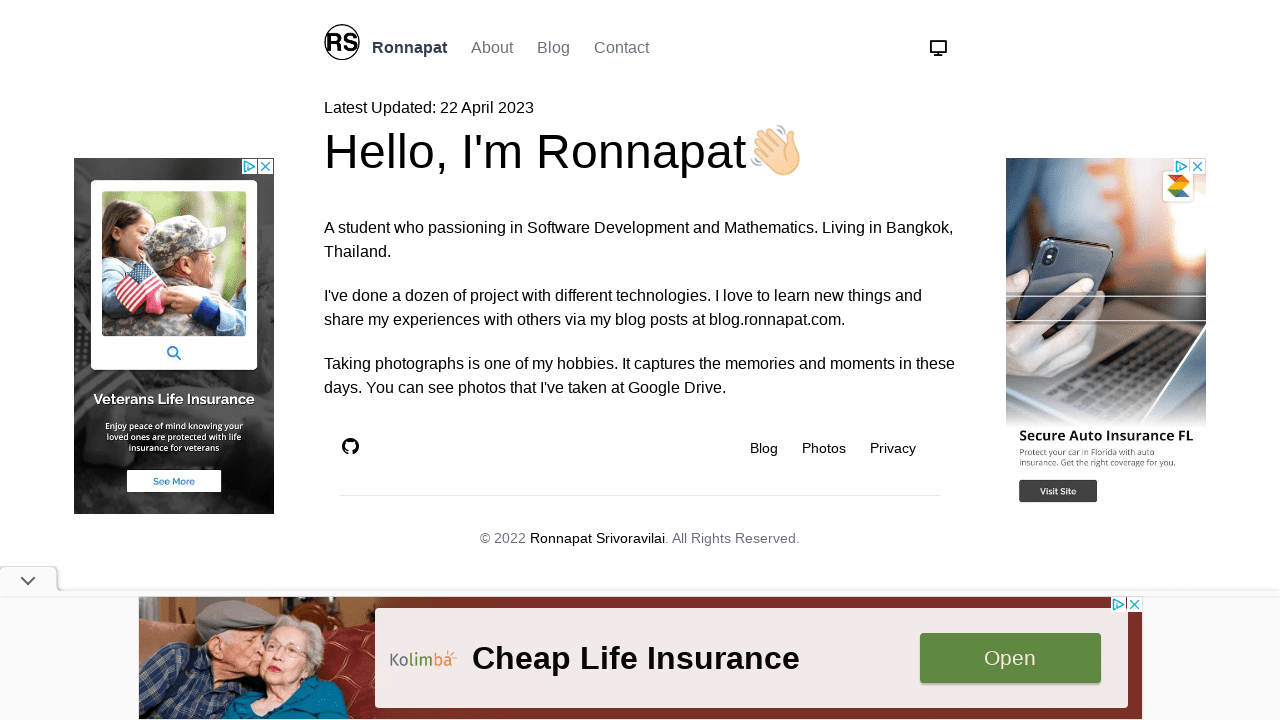 RS
Ronnapat About Blog Contact
Latest Updated: 22 April 2023
Hello, I'm Ronnapat👋🏻
A student who passioning in Software Development and Mathematics. Living in Bangkok,
Thailand.
I've done a dozen of project with different technologies. I love to learn new things and
share my experiences with others via my blog posts at blog.ronnapat.com.
Taking photographs is one of my hobbies. It captures the memories and moments in these
days. You can see photos that I've taken at Google Drive.
Blog Photos Privacy
© 2022 Ronnapat Srivoravilai. All Rights Reserved.
Veterans Life Insurance
Enjoy peace of mind knowing your
loved ones are protected with life
insurance for veterans
See More
Secure Auto Insurance FL
Protect your car in Florida with auto
insurance. Get the right coverage for you.
Visit Site
Kolimba
Cheap Life Insurance
Open